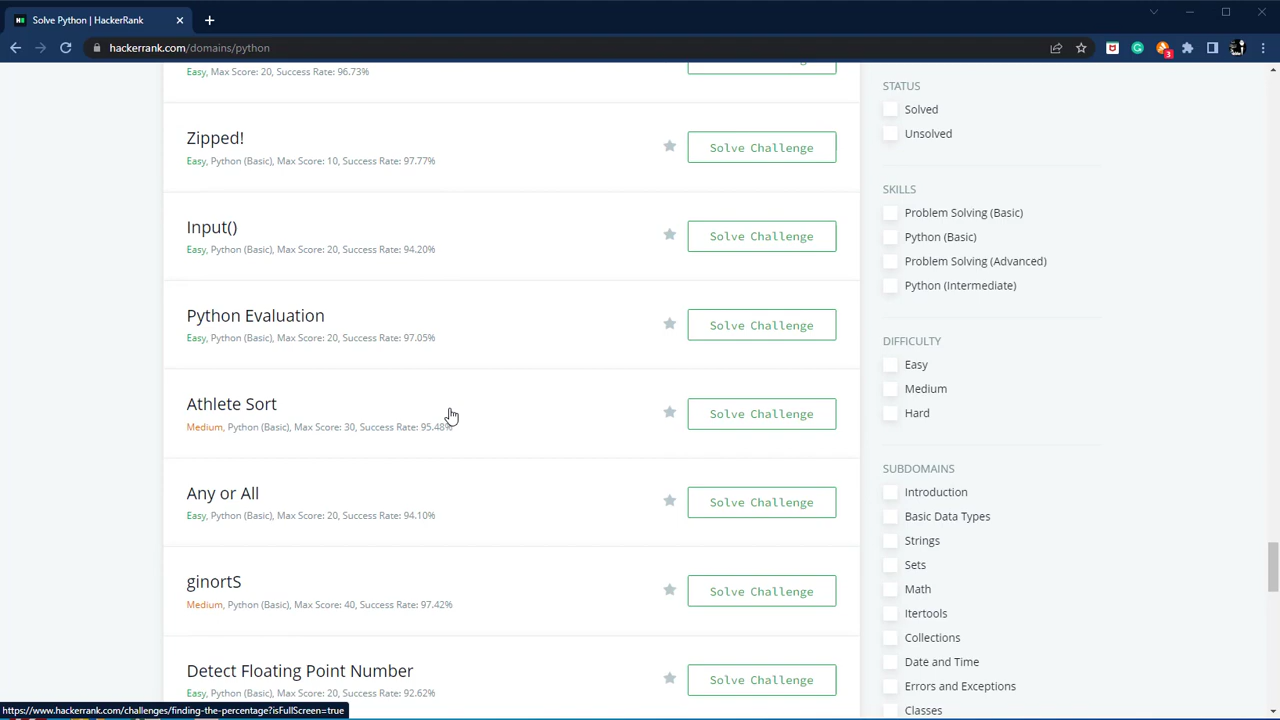 Solve Python | HackerRank
hackerrank.com/domains/python
3
Easy, Max Score: 20, Success Rate: 96.73%
Zipped!
Easy, Python (Basic), Max Score: 10, Success Rate: 97.77%
Solve Challenge
Input()
Easy, Python (Basic), Max Score: 20, Success Rate: 94.20%
Solve Challenge
Python Evaluation
Easy, Python (Basic), Max Score: 20, Success Rate: 97.05%
Solve Challenge
Athlete Sort
Medium, Python (Basic), Max Score: 30, Success Rate: 95.48%
Solve Challenge
Any or All
Easy, Python (Basic), Max Score: 20, Success Rate: 94.10%
Solve Challenge
ginortS
Medium, Python (Basic), Max Score: 40, Success Rate: 97.42%
Solve Challenge
Detect Floating Point Number
Easy, Python (Basic), Max Score: 20, Success Rate: 92.62%
Solve Challenge
STATUS
Solved
Unsolved
SKILLS
Problem Solving (Basic)
Python (Basic)
Problem Solving (Advanced)
Python (Intermediate)
DIFFICULTY
Easy
Medium
Hard
SUBDOMAINS
Introduction
Basic Data Types
Strings
Sets
Math
Itertools
Collections
Date and Time
Errors and Exceptions
Classes
https://www.hackerrank.com/challenges/finding-the-percentage?isFullScreen=true